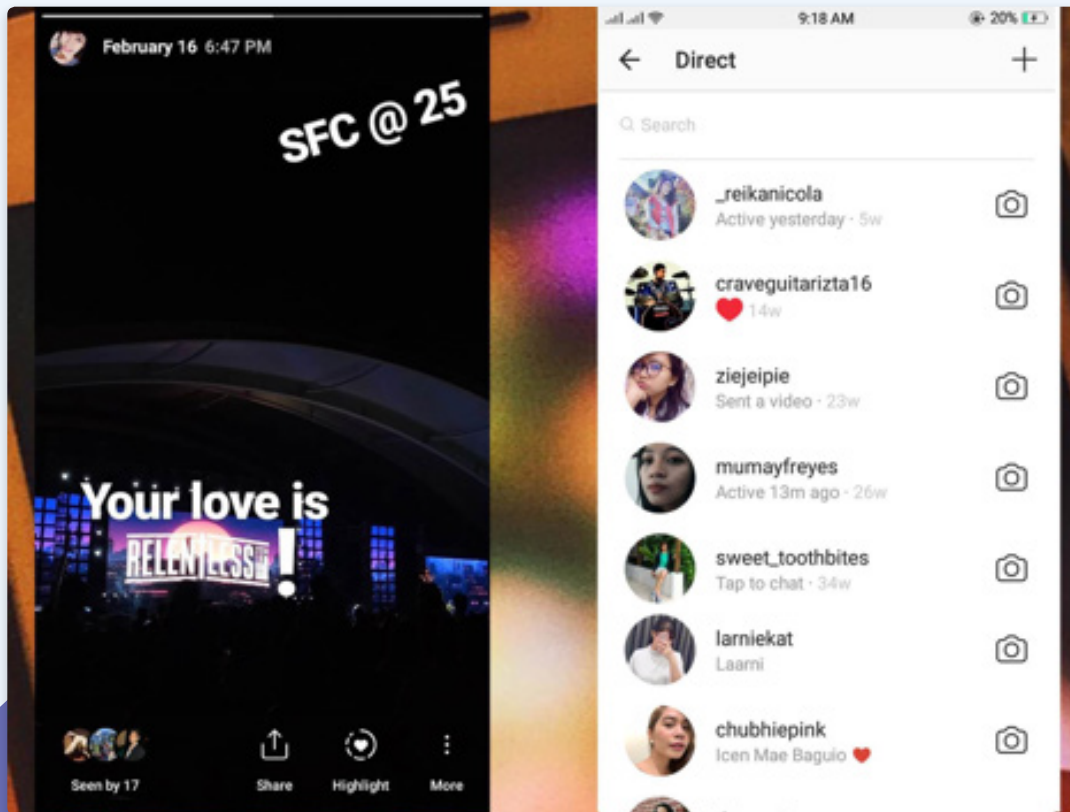 February 16 6:47 PM
SFC @ 25
Your love is
RELENTLESS
!
Seen by 17
Share
Highlight
More
9:18 AM
20%
Direct
Search
_reikanicola
Active yesterday · 5w
craveguitarizta16
❤ 14w
ziejeipie
Sent a video · 23w
mumayfreyes
Active 13m ago · 26w
sweet_toothbites
Tap to chat · 34w
larniekat
Laarni
chubhiepink
Icen Mae Baguio ❤